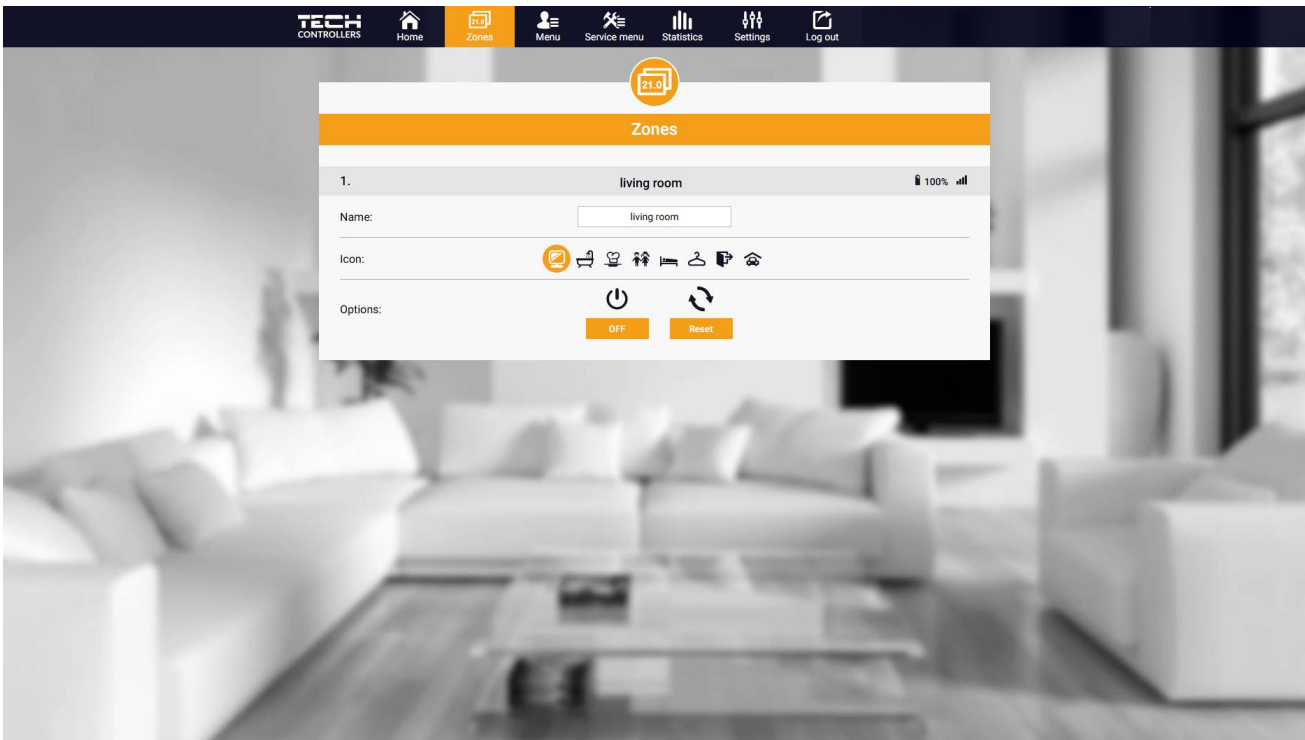 TECH
CONTROLLERS
Home
21.0
Zones
Menu
Service menu
Statistics
Settings
Log out
21.0
Zones
1.
living room
100%
Name:
living room
Icon:
Options:
OFF
Reset